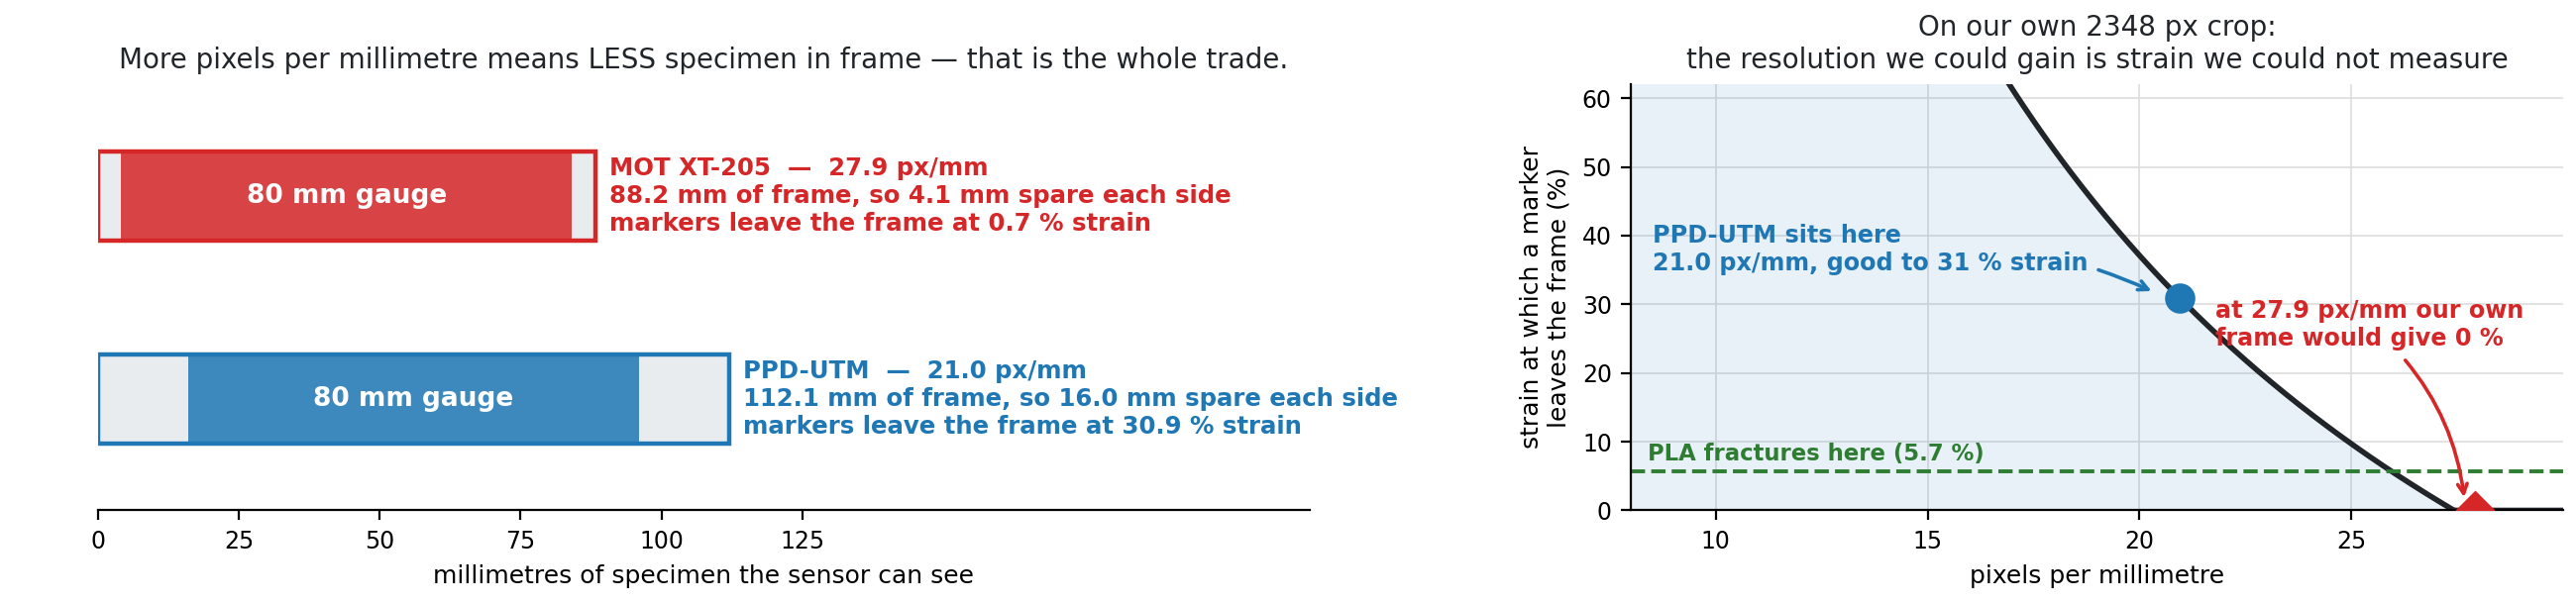 More pixels per millimetre means LESS specimen in frame — that is the whole trade.
80 mm gauge
MOT XT-205 — 27.9 px/mm
88.2 mm of frame, so 4.1 mm spare each side
markers leave the frame at 0.7 % strain
80 mm gauge
PPD-UTM — 21.0 px/mm
112.1 mm of frame, so 16.0 mm spare each side
markers leave the frame at 30.9 % strain
0 25 50 75 100 125
millimetres of specimen the sensor can see
On our own 2348 px crop:
the resolution we could gain is strain we could not measure
strain at which a marker
leaves the frame (%)
60
50
40
30
20
10
0
PPD-UTM sits here
21.0 px/mm, good to 31 % strain
at 27.9 px/mm our own
frame would give 0 %
PLA fractures here (5.7 %)
10 15 20 25
pixels per millimetre